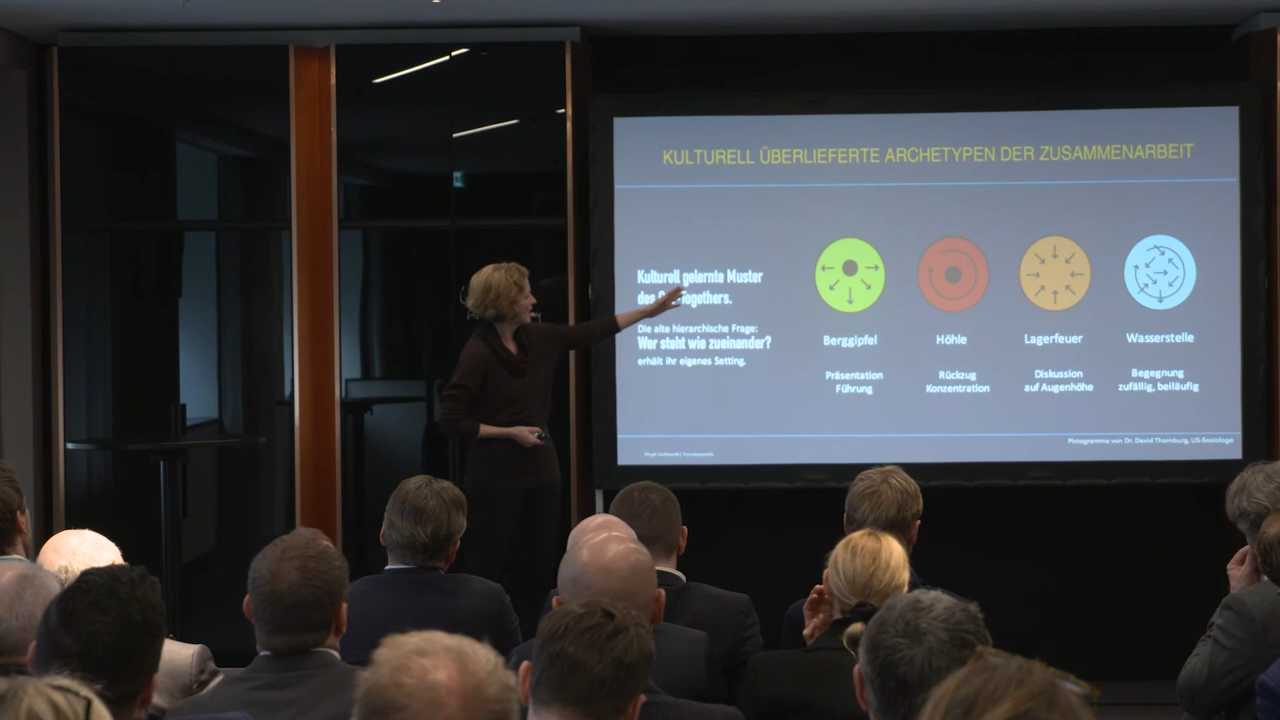 KULTURELL ÜBERLIEFERTE ARCHETYPEN DER ZUSAMMENARBEIT
Kulturell gelernte Muster
des
Die alte hierarchische Frage:
Wer steht wie zueinander?
erhält ihr eigenes Setting.
Berggipfel
Präsentation
Führung
Höhle
Rückzug
Konzentration
Lagerfeuer
Diskussion
auf Augenhöhe
Wasserstelle
Begegnung
zufällig, beiläufig
Piktogramme von Dr. David Thornburg, US-Soziologe